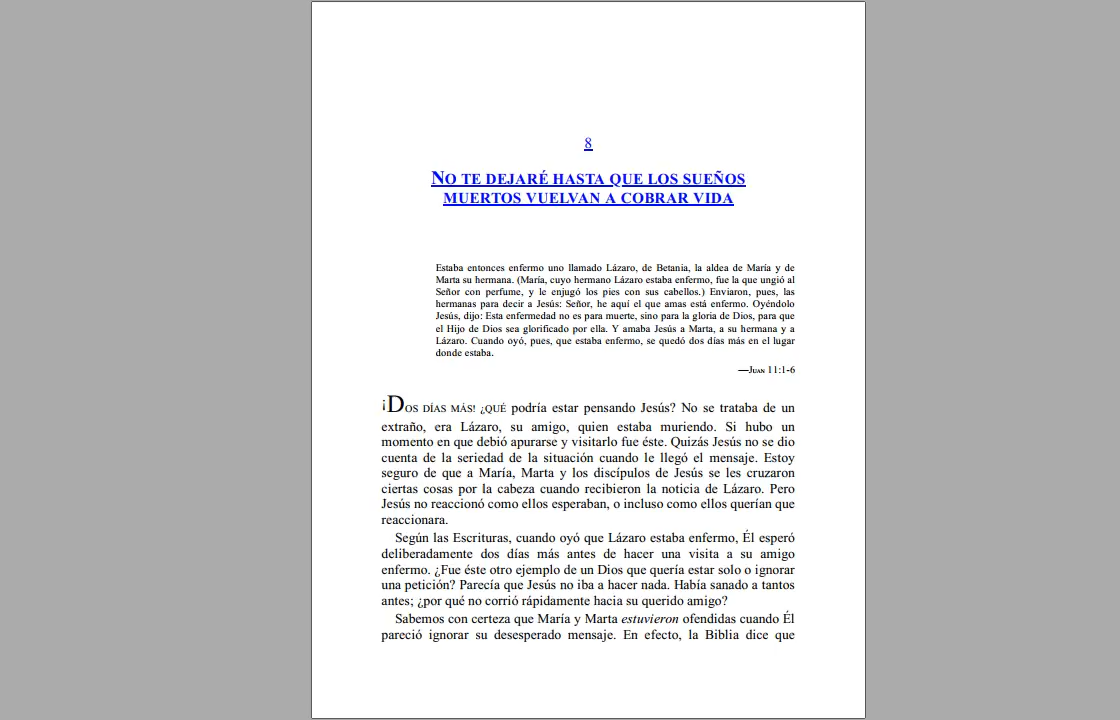 8
NO TE DEJARÉ HASTA QUE LOS SUEÑOS
MUERTOS VUELVAN A COBRAR VIDA
Estaba entonces enfermo uno llamado Lázaro, de Betania, la aldea de María y de
Marta su hermana. (María, cuyo hermano Lázaro estaba enfermo, fue la que ungió al
Señor con perfume, y le enjugó los pies con sus cabellos.) Enviaron, pues, las
hermanas para decir a Jesús: Señor, he aquí el que amas está enfermo. Oyéndolo
Jesús, dijo: Esta enfermedad no es para muerte, sino para la gloria de Dios, para que
el Hijo de Dios sea glorificado por ella. Y amaba Jesús a Marta, a su hermana y a
Lázaro. Cuando oyó, pues, que estaba enfermo, se quedó dos días más en el lugar
donde estaba.
—JUAN 11:1-6
¡DOS DÍAS MÁS! ¿QUÉ podría estar pensando Jesús? No se trataba de un
extraño, era Lázaro, su amigo, quien estaba muriendo. Si hubo un
momento en que debió apurarse y visitarlo fue éste. Quizás Jesús no se dio
cuenta de la seriedad de la situación cuando le llegó el mensaje. Estoy
seguro de que a María, Marta y los discípulos de Jesús se les cruzaron
ciertas cosas por la cabeza cuando recibieron la noticia de Lázaro. Pero
Jesús no reaccionó como ellos esperaban, o incluso como ellos querían que
reaccionara.
Según las Escrituras, cuando oyó que Lázaro estaba enfermo, Él esperó
deliberadamente dos días más antes de hacer una visita a su amigo
enfermo. ¿Fue éste otro ejemplo de un Dios que quería estar solo o ignorar
una petición? Parecía que Jesús no iba a hacer nada. Había sanado a tantos
antes; ¿por qué no corrió rápidamente hacia su querido amigo?
Sabemos con certeza que María y Marta estuvieron ofendidas cuando Él
pareció ignorar su desesperado mensaje. En efecto, la Biblia dice que